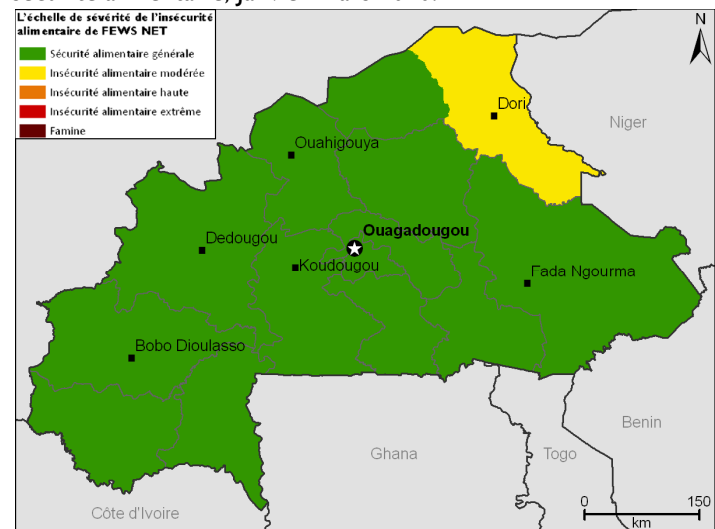 L'échelle de sévérité de l'insécurité
alimentaire de FEWS NET
Sécurité alimentaire générale
Insécurité alimentaire modérée
Insécurité alimentaire haute
Insécurité alimentaire extrême
Famine
N
Dori
Niger
Ouahigouya
Ouagadougou
Dedougou
Koudougou
Fada Ngourma
Bobo Dioulasso
Benin
Ghana
Togo
Côte d'Ivoire
0 150
km